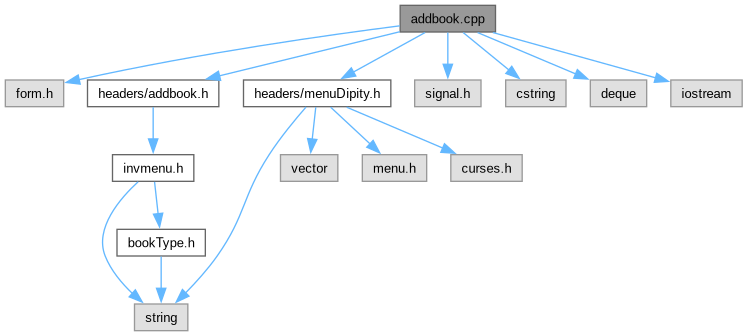 addbook.cpp
form.h
headers/addbook.h
headers/menuDipity.h
signal.h
cstring
deque
iostream
invmenu.h
vector
menu.h
curses.h
bookType.h
string